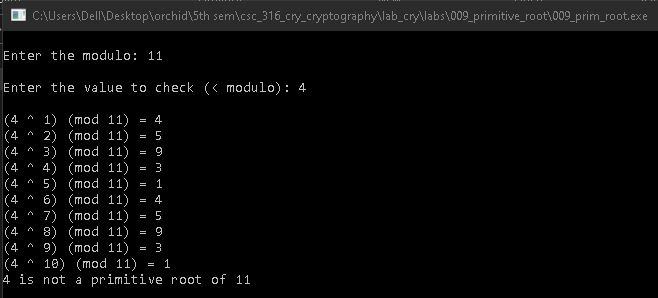 C:\Users\Dell\Desktop\orchid\5th sem\csc_316_cry_cryptography\lab_cry\labs\009_primitive_root\009_prim_root.exe
Enter the modulo: 11
Enter the value to check (< modulo): 4
(4 ^ 1) (mod 11) = 4
(4 ^ 2) (mod 11) = 5
(4 ^ 3) (mod 11) = 9
(4 ^ 4) (mod 11) = 3
(4 ^ 5) (mod 11) = 1
(4 ^ 6) (mod 11) = 4
(4 ^ 7) (mod 11) = 5
(4 ^ 8) (mod 11) = 9
(4 ^ 9) (mod 11) = 3
(4 ^ 10) (mod 11) = 1
4 is not a primitive root of 11